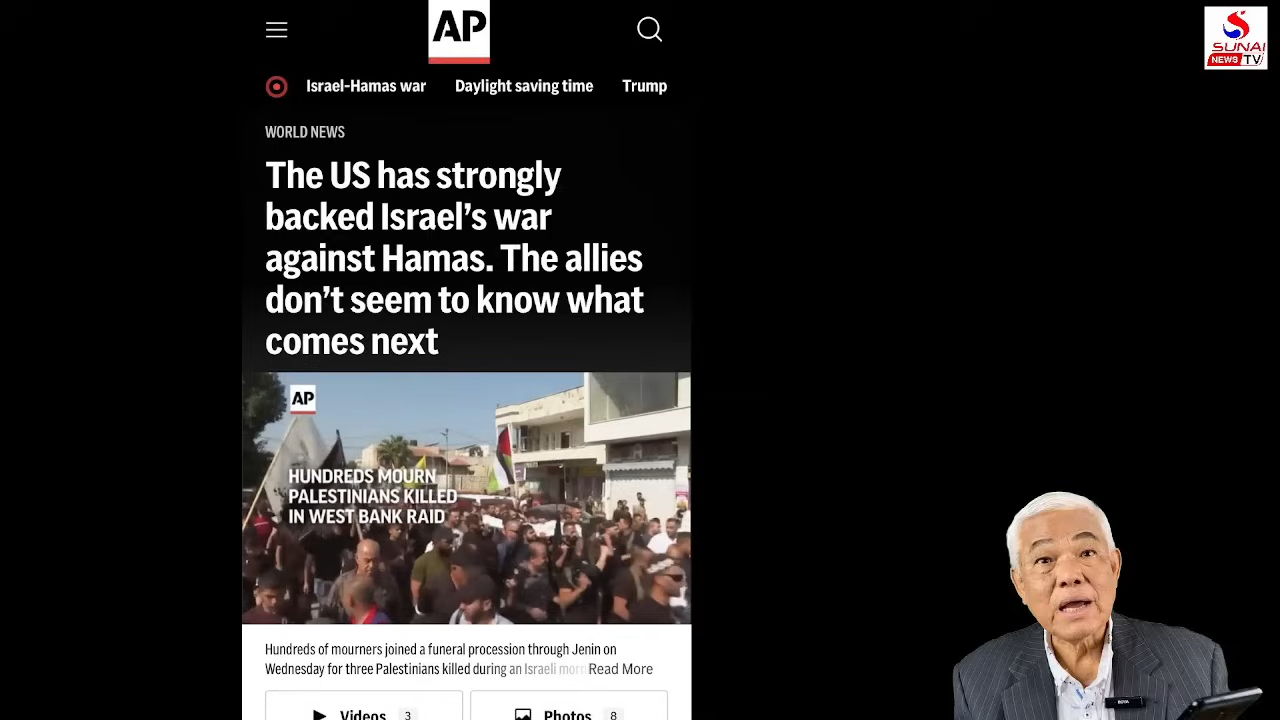 AP
SUNAI
NEWS TV
Israel-Hamas war Daylight saving time Trump
WORLD NEWS
The US has strongly
backed Israel’s war
against Hamas. The allies
don’t seem to know what
comes next
AP
HUNDREDS MOURN
PALESTINIANS KILLED
IN WEST BANK RAID
Hundreds of mourners joined a funeral procession through Jenin on
Wednesday for three Palestinians killed during an Israeli morn Read More
Videos 3 Photos 8
BOYA